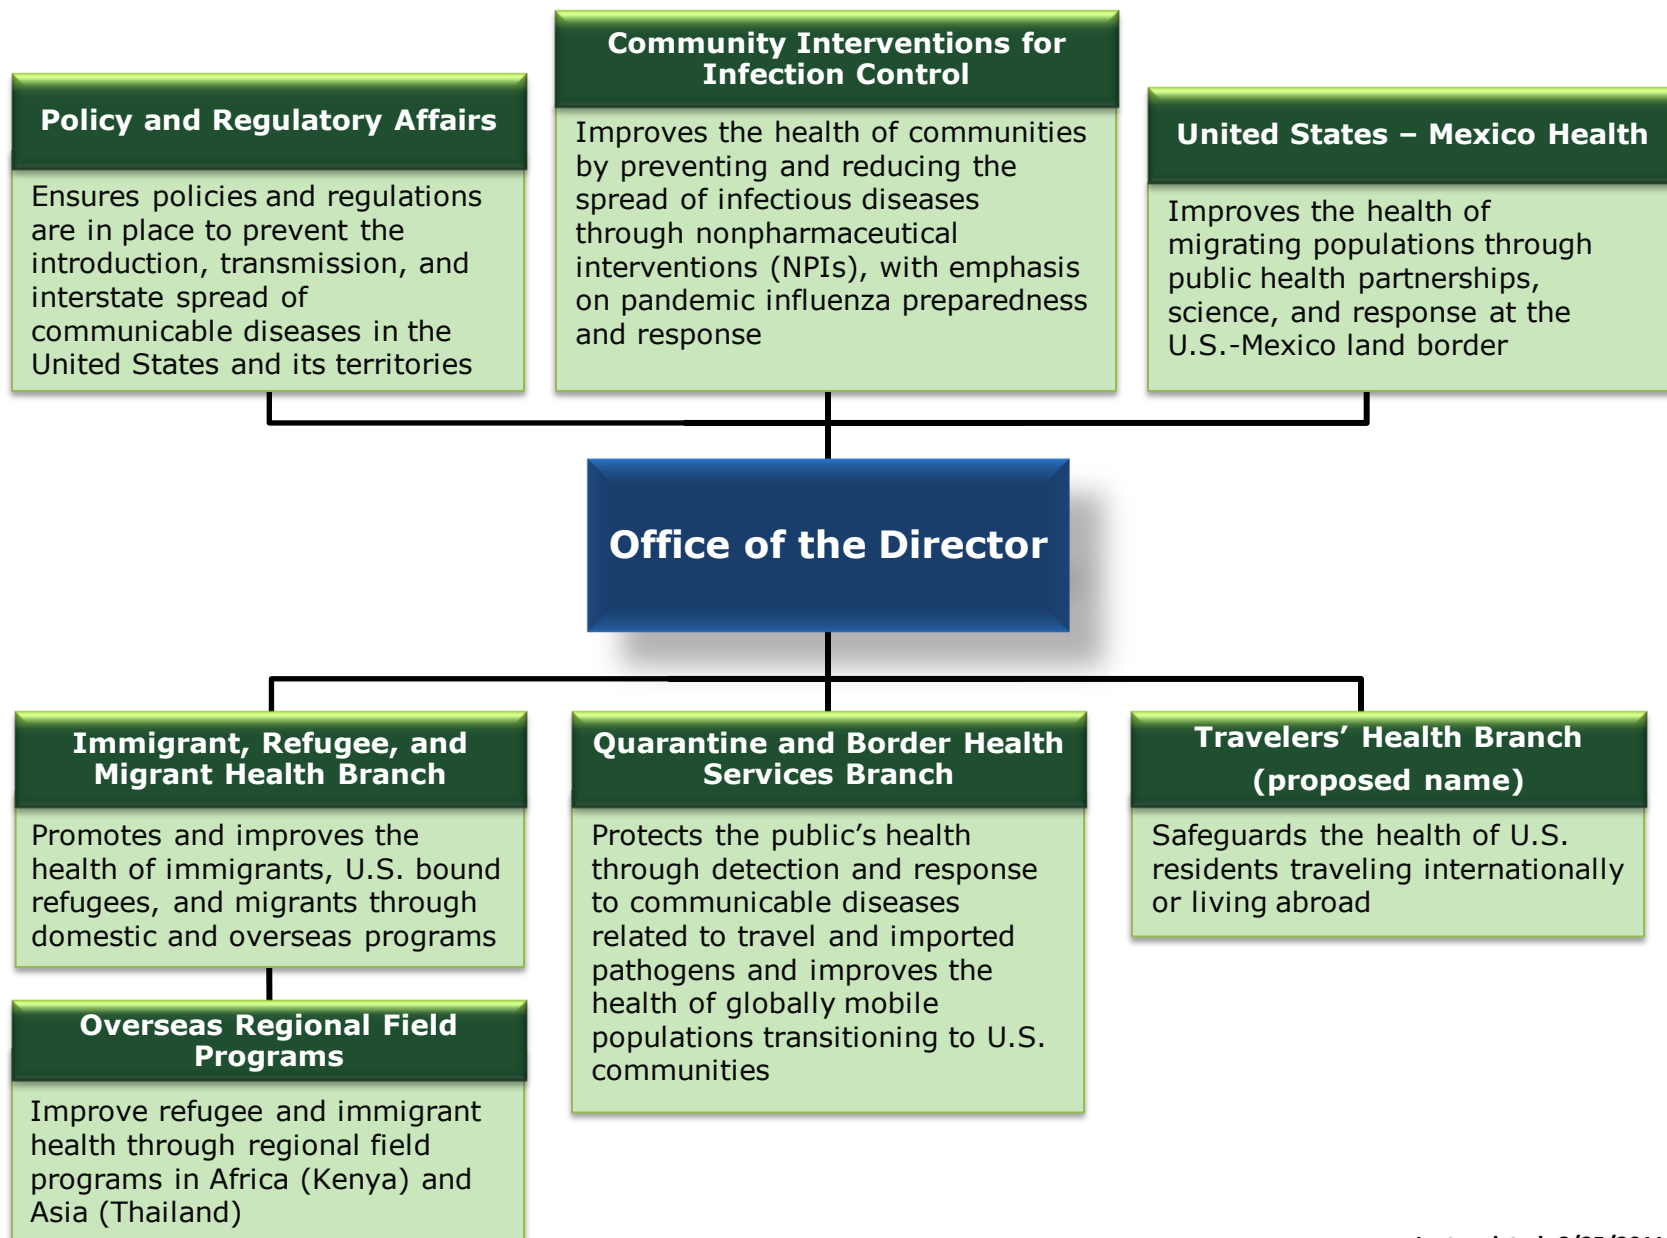 Community Interventions for
Infection Control
Improves the health of communities
by preventing and reducing the
spread of infectious diseases
through nonpharmaceutical
interventions (NPIs), with emphasis
on pandemic influenza preparedness
and response
Policy and Regulatory Affairs
Ensures policies and regulations
are in place to prevent the
introduction, transmission, and
interstate spread of
communicable diseases in the
United States and its territories
United States – Mexico Health
Improves the health of
migrating populations through
public health partnerships,
science, and response at the
U.S.-Mexico land border
Office of the Director
Immigrant, Refugee, and
Migrant Health Branch
Promotes and improves the
health of immigrants, U.S. bound
refugees, and migrants through
domestic and overseas programs
Overseas Regional Field
Programs
Improve refugee and immigrant
health through regional field
programs in Africa (Kenya) and
Asia (Thailand)
Quarantine and Border Health
Services Branch
Protects the public’s health
through detection and response
to communicable diseases
related to travel and imported
pathogens and improves the
health of globally mobile
populations transitioning to U.S.
communities
Travelers’ Health Branch
(proposed name)
Safeguards the health of U.S.
residents traveling internationally
or living abroad